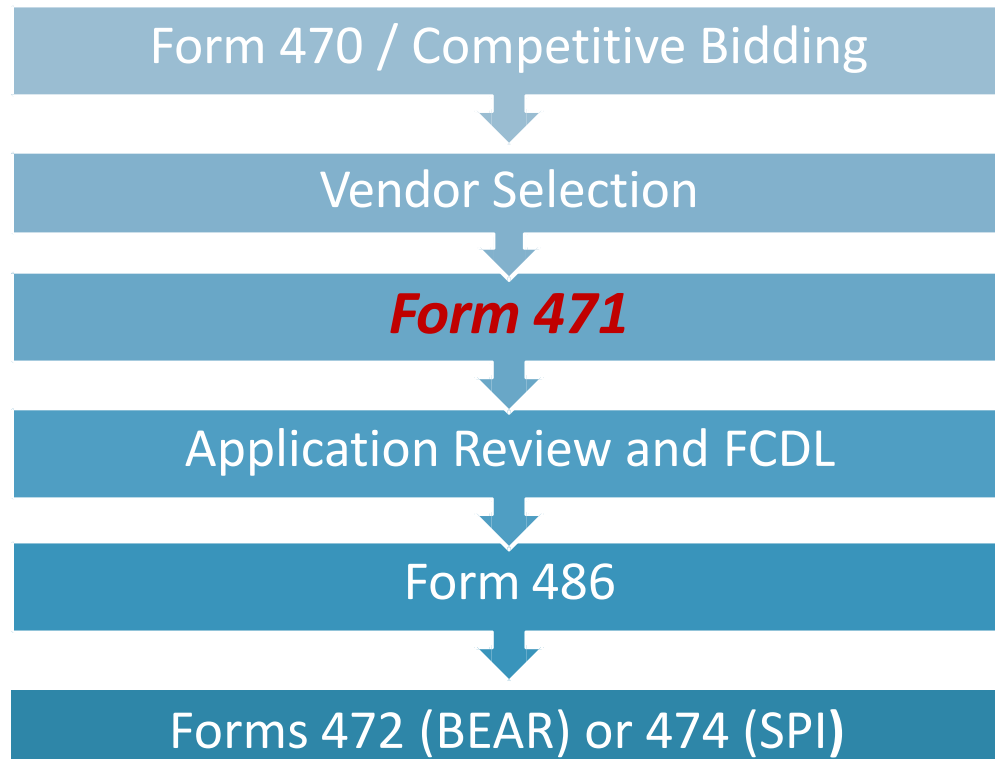 Form 470 / Competitive Bidding
Vendor Selection
Form 471
Application Review and FCDL
Form 486
Forms 472 (BEAR) or 474 (SPI)